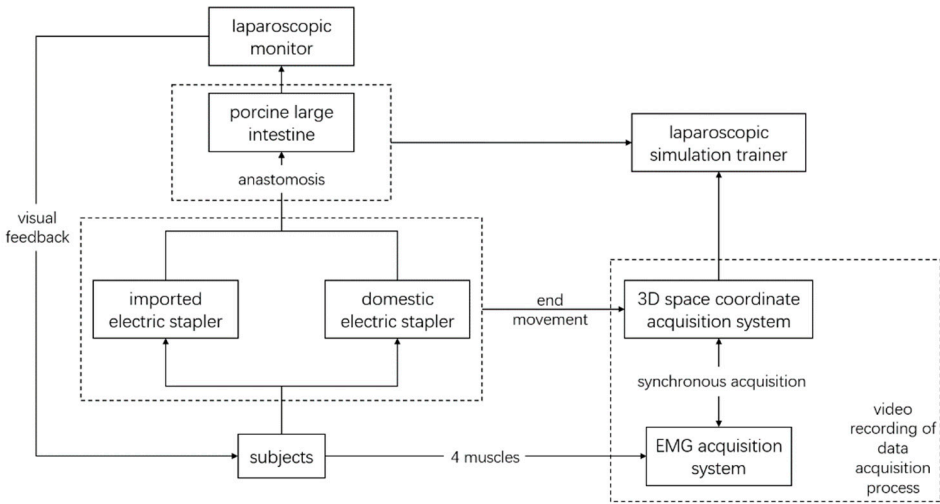 laparoscopic
monitor
porcine large
intestine
anastomosis
laparoscopic
simulation trainer
visual
feedback
imported
electric stapler
domestic
electric stapler
end
movement
3D space coordinate
acquisition system
synchronous acquisition
video
recording of
data
acquisition
process
subjects
4 muscles
EMG acquisition
system